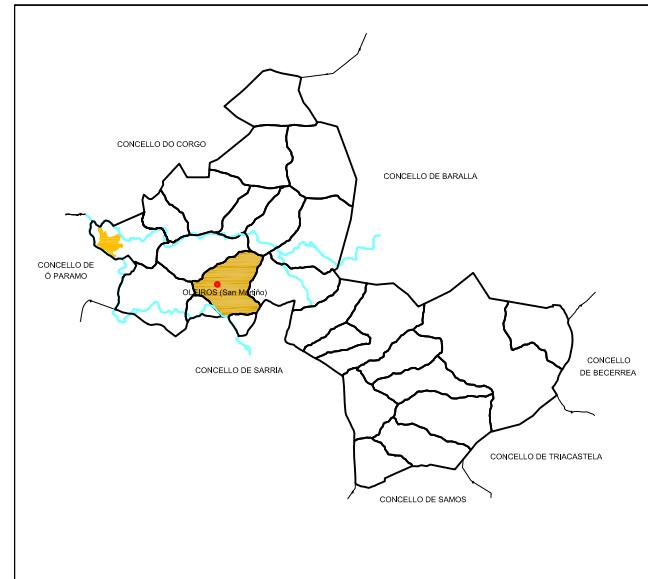 CONCELLO DO CORGO
CONCELLO DE BARALLA
CONCELLO DE
Ó PARAMO
OLEIROS (San Martiño)
CONCELLO DE SARRIA
CONCELLO
DE BECERREA
CONCELLO DE TRIACASTELA
CONCELLO DE SAMOS